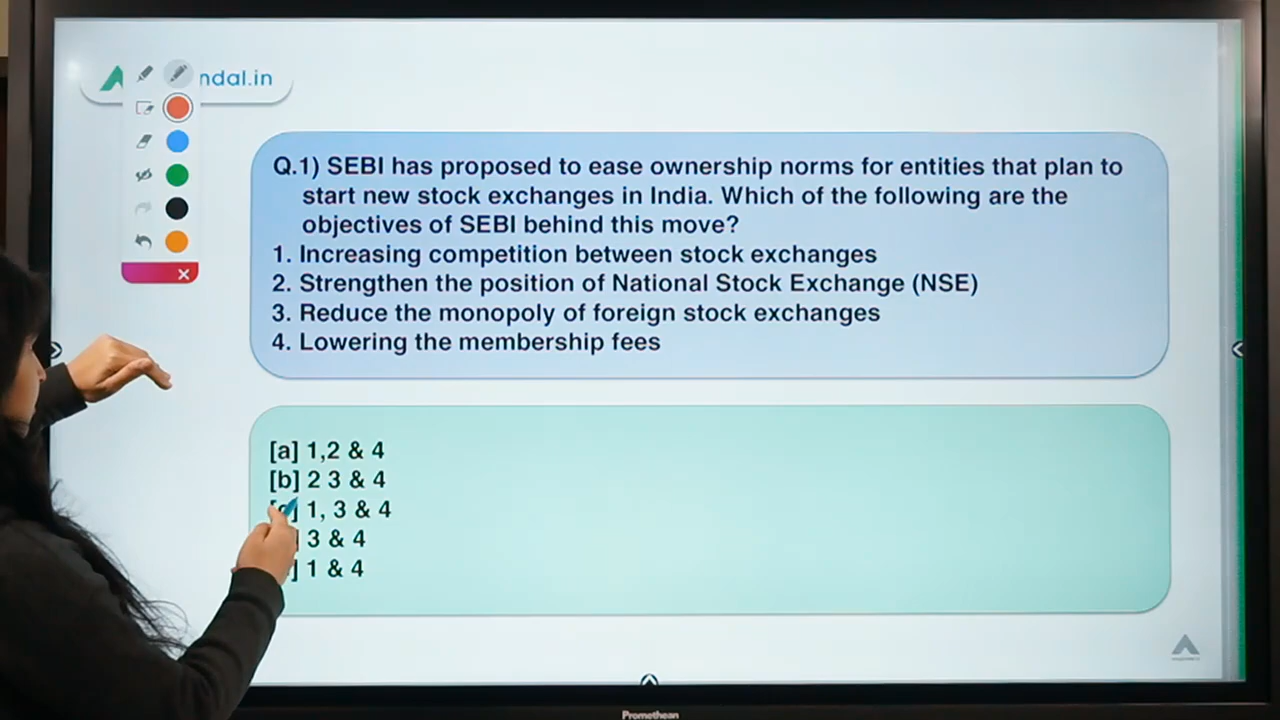 ndal.in
Q.1) SEBI has proposed to ease ownership norms for entities that plan to
start new stock exchanges in India. Which of the following are the
objectives of SEBI behind this move?
1. Increasing competition between stock exchanges
2. Strengthen the position of National Stock Exchange (NSE)
3. Reduce the monopoly of foreign stock exchanges
4. Lowering the membership fees
[a] 1,2 & 4
[b] 2 3 & 4
[c] 1, 3 & 4
] 3 & 4
] 1 & 4
Promethean